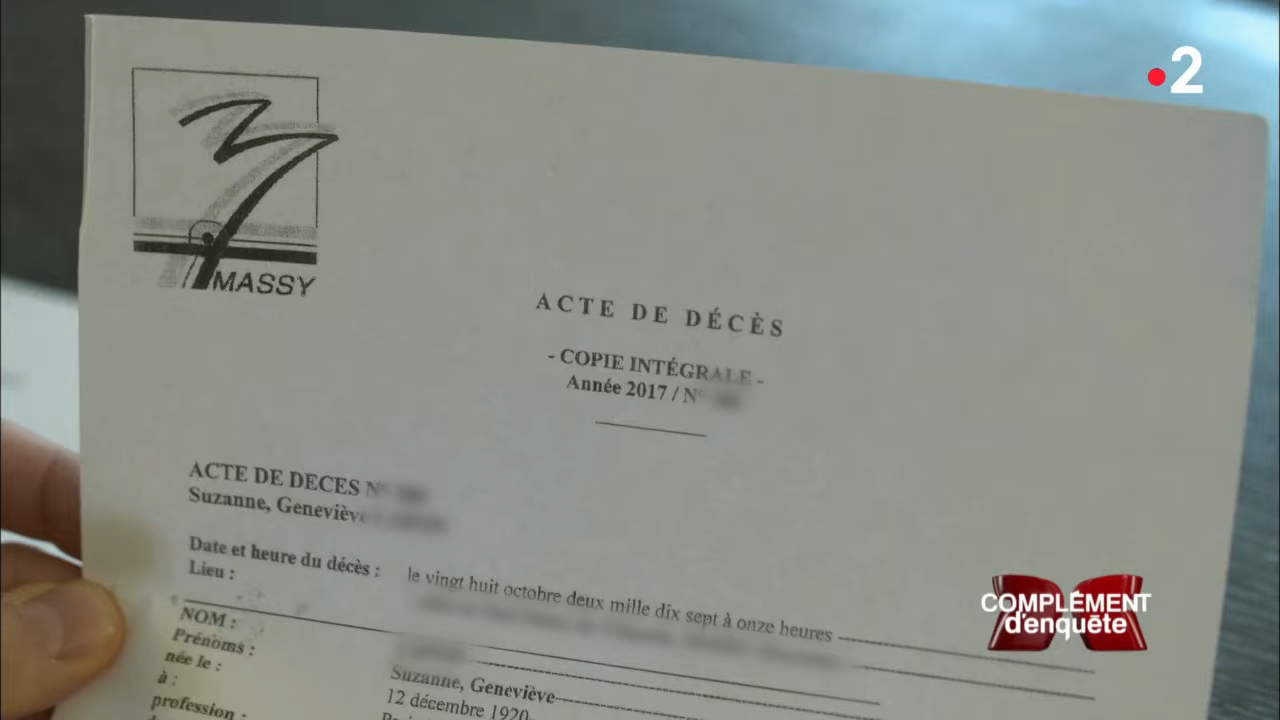 2
MASSY
ACTE DE DÉCÈS
- COPIE INTÉGRALE -
Année 2017 / N°
ACTE DE DECES N°
Suzanne, Geneviève
Date et heure du décès : le vingt huit octobre deux mille dix sept à onze heures
Lieu :
NOM :
Prénoms : Suzanne, Geneviève
née le : 12 décembre 1920
à :
profession :
COMPLÉMENT
d'enquête